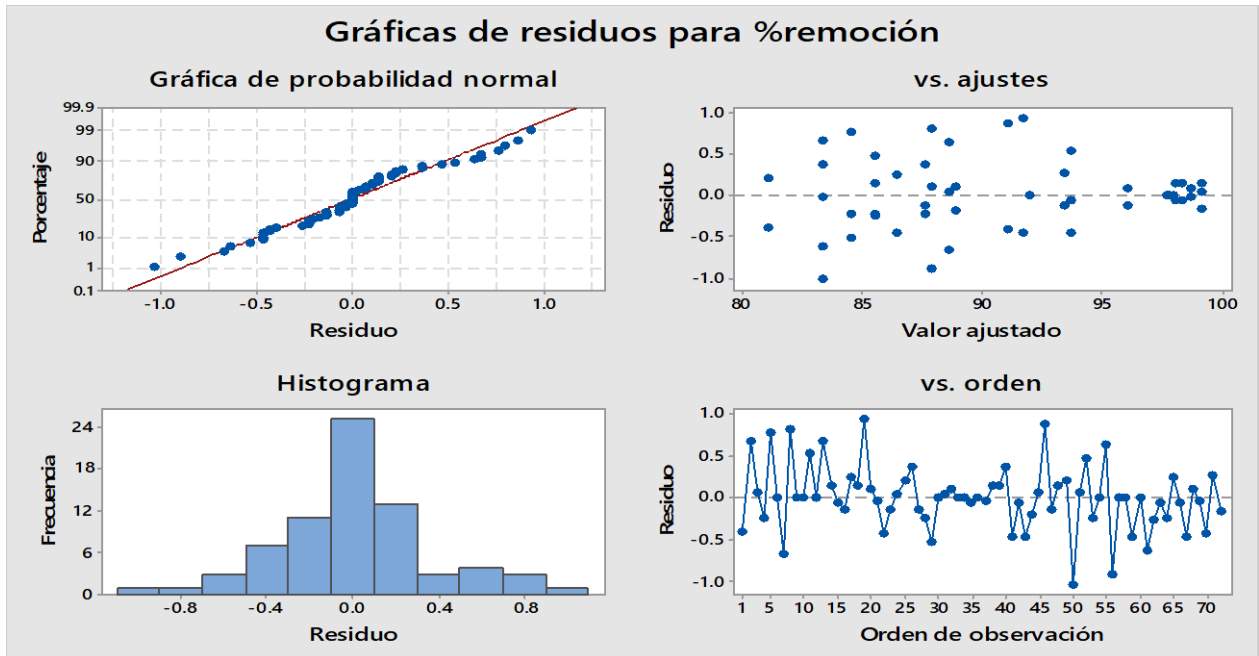 Gráficas de residuos para %remoción
Gráfica de probabilidad normal
99.9
99
90
50
10
1
0.1
Porcentaje
-1.0 -0.5 0.0 0.5 1.0
Residuo
vs. ajustes
1.0
0.5
0.0
-0.5
-1.0
Residuo
80 85 90 95 100
Valor ajustado
Histograma
24
18
12
6
0
Frecuencia
-0.8 -0.4 0.0 0.4 0.8
Residuo
vs. orden
1.0
0.5
0.0
-0.5
-1.0
Residuo
1 5 10 15 20 25 30 35 40 45 50 55 60 65 70
Orden de observación